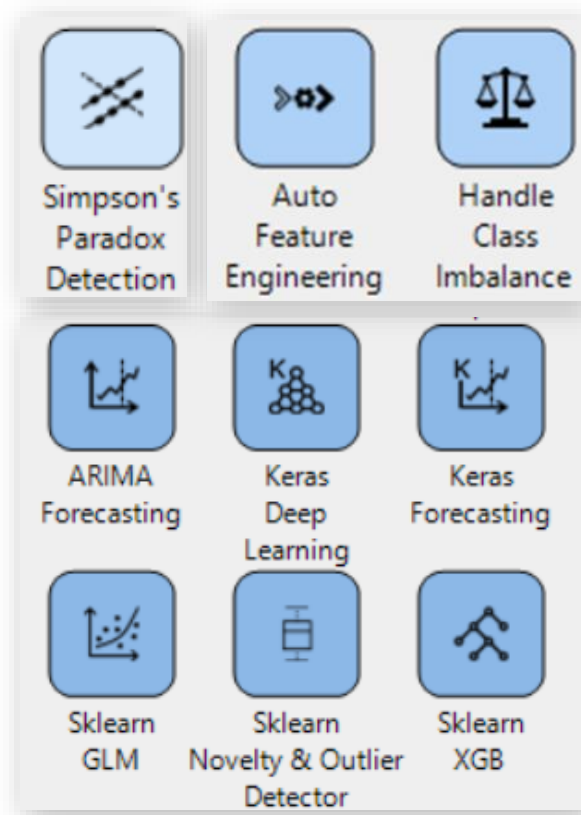 Simpson's
Paradox
Detection
Auto
Feature
Engineering
Handle
Class
Imbalance
K
K
ARIMA
Forecasting
Keras
Deep
Learning
Keras
Forecasting
Sklearn
GLM
Sklearn
Novelty & Outlier
Detector
Sklearn
XGB